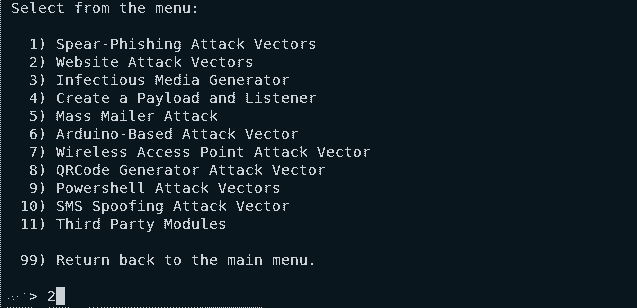 Select from the menu:
1) Spear-Phishing Attack Vectors
2) Website Attack Vectors
3) Infectious Media Generator
4) Create a Payload and Listener
5) Mass Mailer Attack
6) Arduino-Based Attack Vector
7) Wireless Access Point Attack Vector
8) QRCode Generator Attack Vector
9) Powershell Attack Vectors
10) SMS Spoofing Attack Vector
11) Third Party Modules
99) Return back to the main menu.
> 2